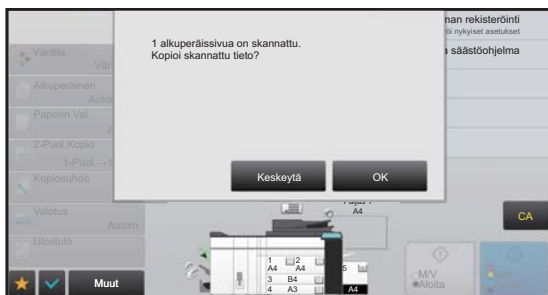 nan rekisteröinti
röi nykyiset asetukset
a säästöohjelma
1 alkuperäissivua on skannattu.
Kopioi skannattu tieto?
Väritila
Väri
Alkuperäinen
Autom
Paperin Val.
A
2-Puol.Kopio
1-Puol.→1
Kopiosuhde
Keskeytä
OK
Valotus
Autom.
Ulostulo
A4
CA
1 2
A4 A4
5
3 B4
4 A3
A4
M/V
Aloita
Muut